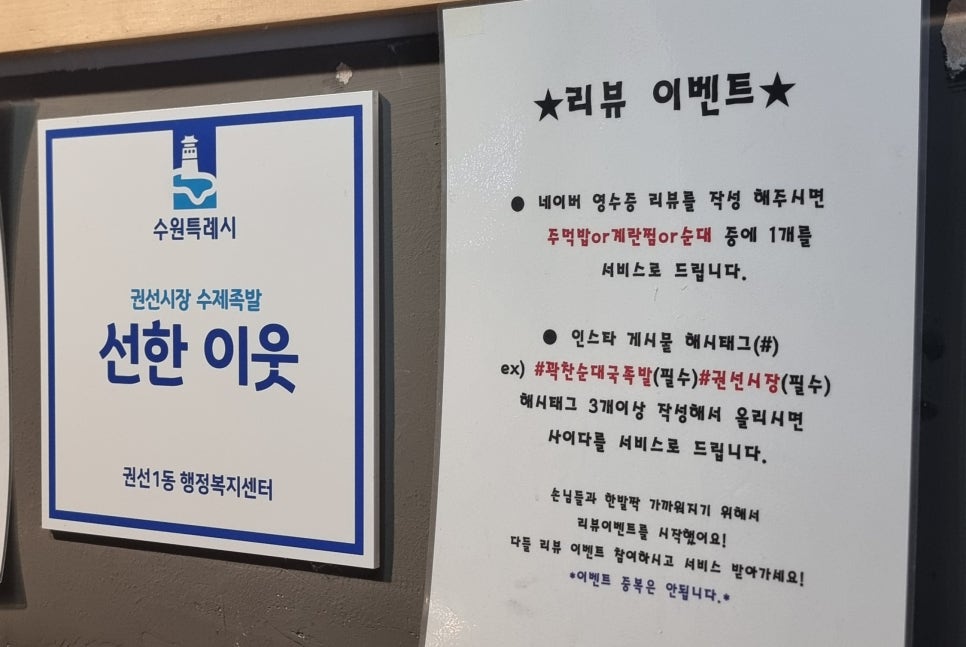 수원특례시
권선시장 수제족발
선한 이웃
권선1동 행정복지센터
★리뷰 이벤트★
● 네이버 영수증 리뷰를 작성 해주시면
주먹밥or계란찜or순대 중에 1개를
서비스로 드립니다.
● 인스타 게시물 해시태그(#)
ex) #꽉찬순대국족발(필수)#권선시장(필수)
해시태그 3개이상 작성해서 올리시면
사이다를 서비스로 드립니다.
손님들과 한발짝 가까워지기 위해서
리뷰이벤트를 시작했어요!
다들 리뷰 이벤트 참여하시고 서비스 받아가세요!
*이벤트 중복은 안됩니다.*